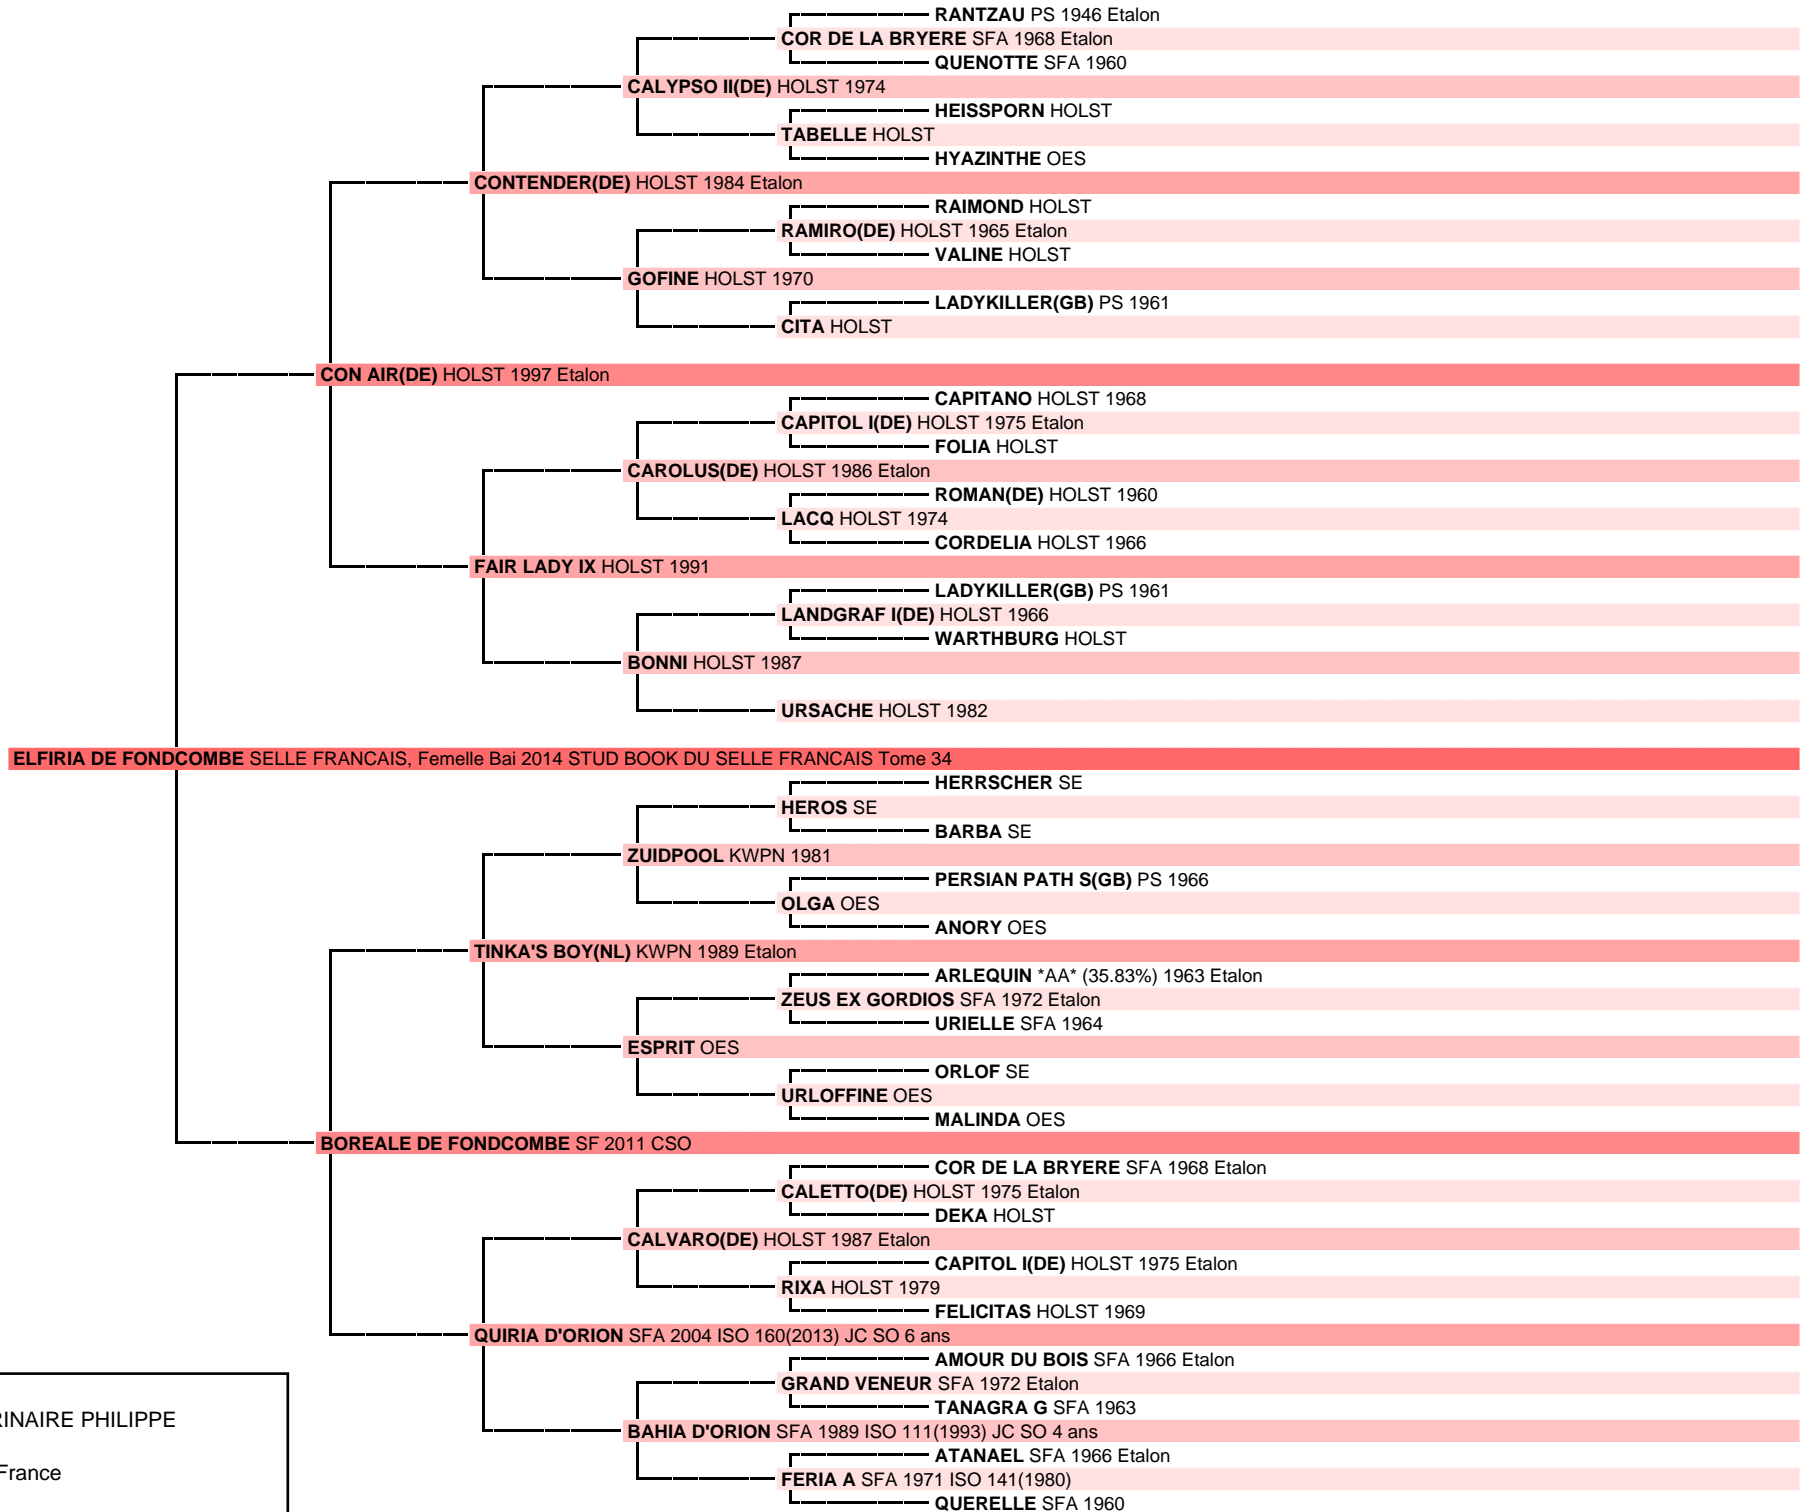 RANTZAU PS 1946 Etalon
COR DE LA BRYERE SFA 1968 Etalon
QUENOTTE SFA 1960
CALYPSO II(DE) HOLST 1974
HEISSPORN HOLST
TABELLE HOLST
HYAZINTHE OES
CONTENDER(DE) HOLST 1984 Etalon
RAIMOND HOLST
RAMIRO(DE) HOLST 1965 Etalon
VALINE HOLST
GOFINE HOLST 1970
LADYKILLER(GB) PS 1961
CITA HOLST
CON AIR(DE) HOLST 1997 Etalon
CAPITANO HOLST 1968
CAPITOL I(DE) HOLST 1975 Etalon
FOLIA HOLST
CAROLUS(DE) HOLST 1986 Etalon
ROMAN(DE) HOLST 1960
LACQ HOLST 1974
CORDELIA HOLST 1966
FAIR LADY IX HOLST 1991
LADYKILLER(GB) PS 1961
LANDGRAF I(DE) HOLST 1966
WARTHBURG HOLST
BONNI HOLST 1987
URSACHE HOLST 1982
ELFIRIA DE FONDCOMBE SELLE FRANCAIS, Femelle Bai 2014 STUD BOOK DU SELLE FRANCAIS Tome 34
HERRSCHER SE
HEROS SE
BARBA SE
ZUIDPOOL KWPN 1981
PERSIAN PATH S(GB) PS 1966
OLGA OES
ANORY OES
TINKA'S BOY(NL) KWPN 1989 Etalon
ARLEQUIN *AA* (35.83%) 1963 Etalon
ZEUS EX GORDIOS SFA 1972 Etalon
URIELLE SFA 1964
ESPRIT OES
ORLOF SE
URLOFFINE OES
MALINDA OES
BOREALE DE FONDCOMBE SF 2011 CSO
COR DE LA BRYERE SFA 1968 Etalon
CALETTO(DE) HOLST 1975 Etalon
DEKA HOLST
CALVARO(DE) HOLST 1987 Etalon
CAPITOL I(DE) HOLST 1975 Etalon
RIXA HOLST 1979
FELICITAS HOLST 1969
QUIRIA D'ORION SFA 2004 ISO 160(2013) JC SO 6 ans
AMOUR DU BOIS SFA 1966 Etalon
GRAND VENEUR SFA 1972 Etalon
TANAGRA G SFA 1963
BAHIA D'ORION SFA 1989 ISO 111(1993) JC SO 4 ans
ATANAEL SFA 1966 Etalon
FERIA A SFA 1971 ISO 141(1980)
QUERELLE SFA 1960
RINAIRE PHILIPPE
France